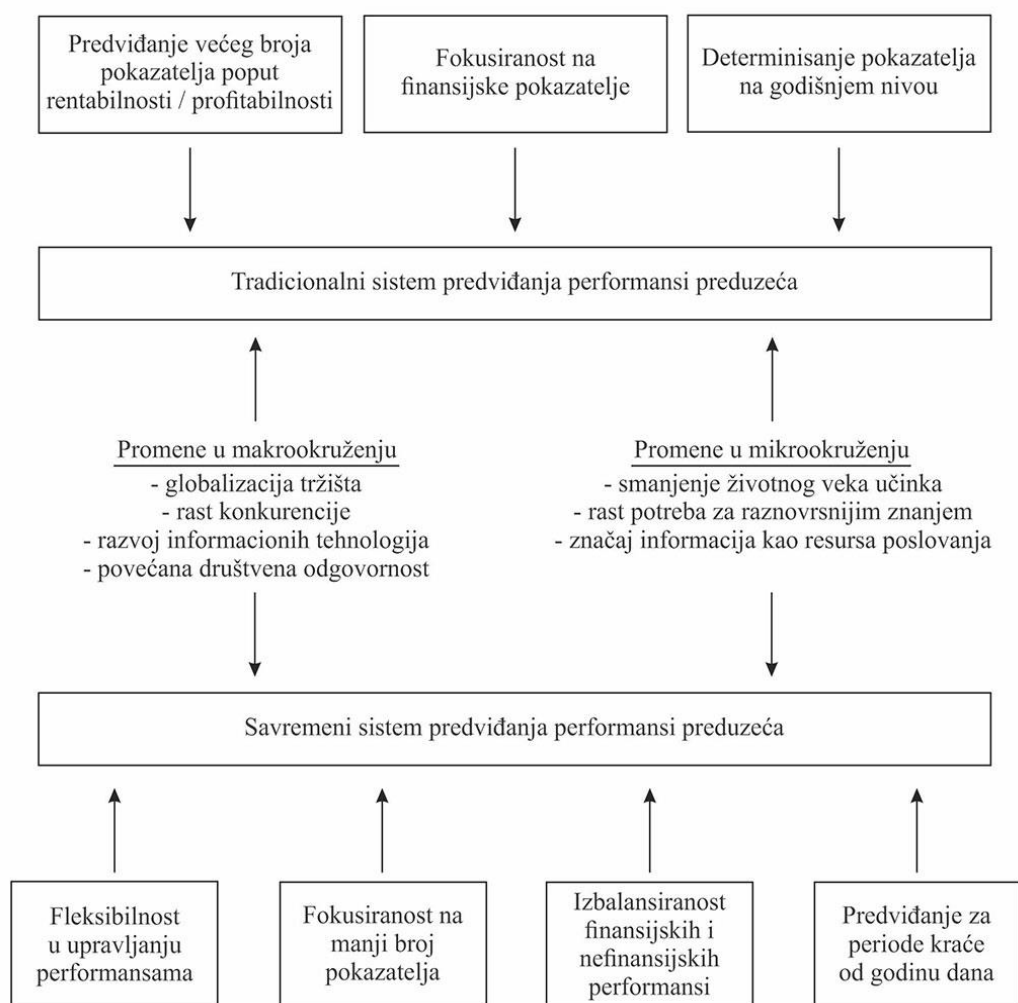 Predviđanje većeg broja
pokazatelja poput
rentabilnosti / profitabilnosti
Fokusiranost na
finansijske pokazatelje
Determinisanje pokazatelja
na godišnjem nivou
Tradicionalni sistem predviđanja performansi preduzeća
Promene u makrookruženju
- globalizacija tržišta
- rast konkurencije
- razvoj informacionih tehnologija
- povećana društvena odgovornost
Promene u mikrookruženju
- smanjenje životnog veka učinka
- rast potreba za raznovrsnijim znanjem
- značaj informacija kao resursa poslovanja
Savremeni sistem predviđanja performansi preduzeća
Fleksibilnost
u upravljanju
performansama
Fokusiranost na
manji broj
pokazatelja
Izbalansiranost
finansijskih i
nefinansijskih
performansi
Predviđanje za
periode kraće
od godinu dana